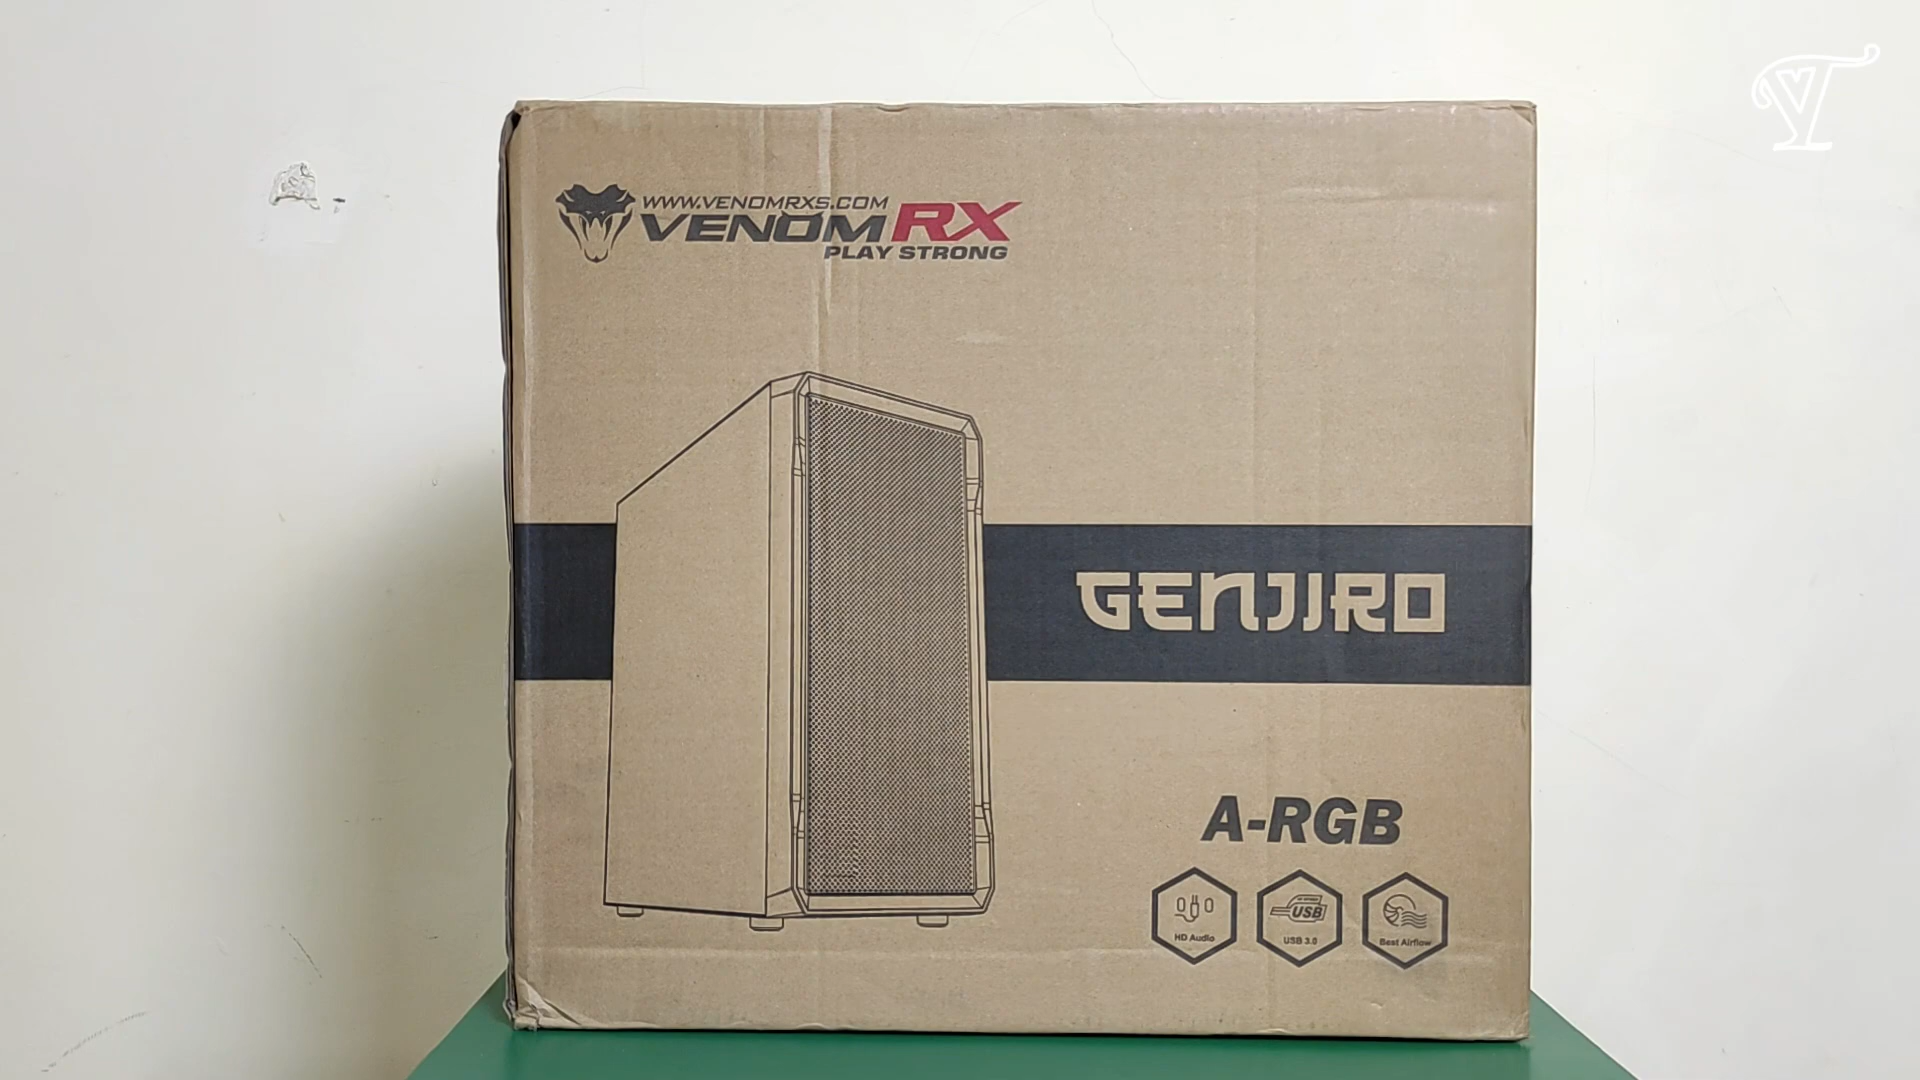 WWW.VENOMRXS.COM
VENOMRX
PLAY STRONG
GENJIRO
A-RGB
USB
HD Audio
USB 3.0
Best Airflow